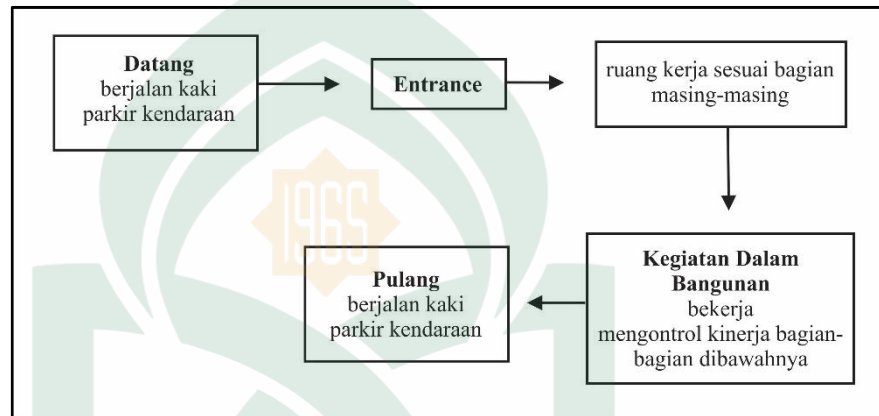 Datang
berjalan kaki
parkir kendaraan
Entrance
ruang kerja sesuai bagian
masing-masing
Kegiatan Dalam
Bangunan
bekerja
mengontrol kinerja bagian-
bagian dibawahnya
Pulang
berjalan kaki
parkir kendaraan
1965